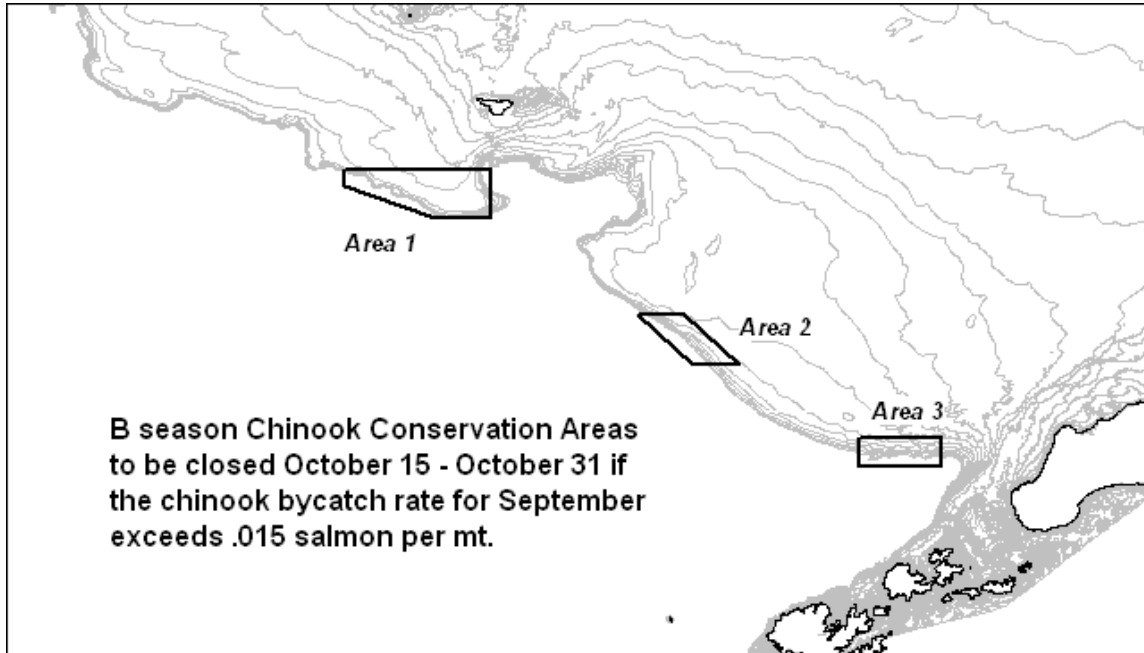 Area 1
Area 2
Area 3
B season Chinook Conservation Areas
to be closed October 15 - October 31 if
the chinook bycatch rate for September
exceeds .015 salmon per mt.